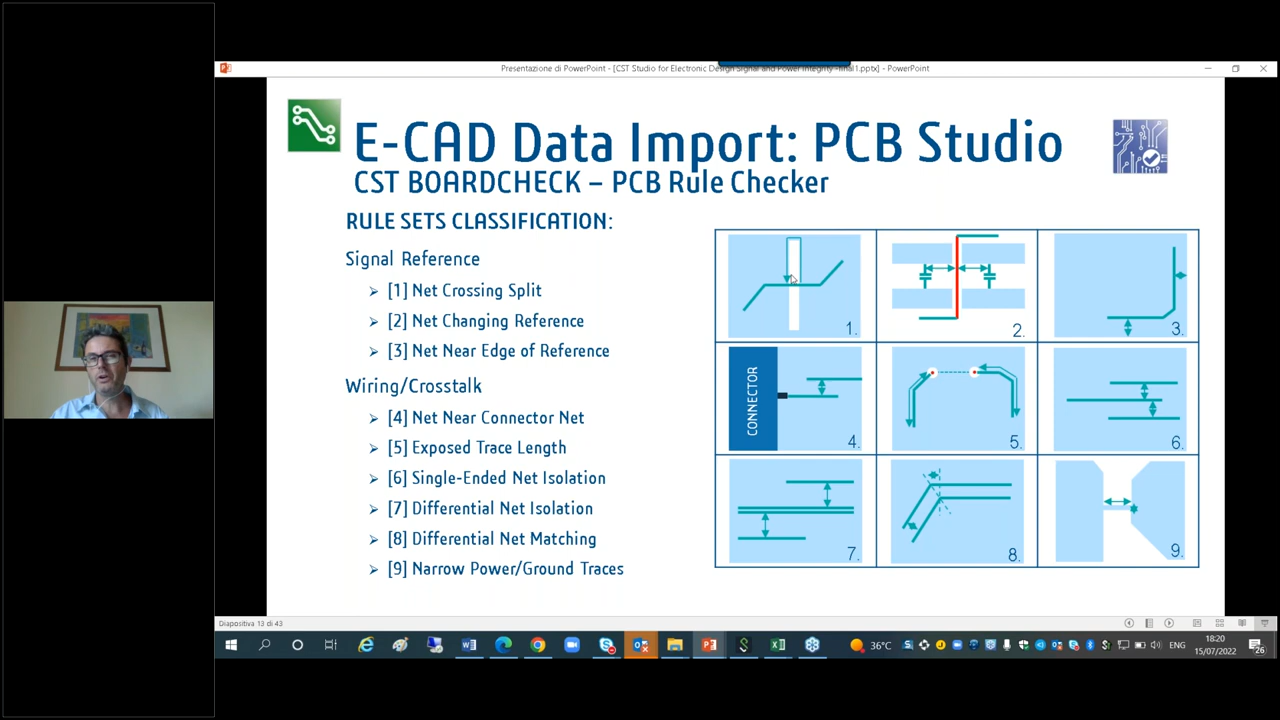 Presentazione di PowerPoint - [CST Studio for Electronic Design Signal and Power Integrity -final1.pptx] - PowerPoint
E-CAD Data Import: PCB Studio
CST BOARDCHECK – PCB Rule Checker
RULE SETS CLASSIFICATION:
Signal Reference
➢ [1] Net Crossing Split
➢ [2] Net Changing Reference
➢ [3] Net Near Edge of Reference
Wiring/Crosstalk
➢ [4] Net Near Connector Net
➢ [5] Exposed Trace Length
➢ [6] Single-Ended Net Isolation
➢ [7] Differential Net Isolation
➢ [8] Differential Net Matching
➢ [9] Narrow Power/Ground Traces
1.
2.
3.
CONNECTOR
4.
5.
6.
7.
8.
9.
Diapositiva 13 di 43
36°C
ENG
18:20
15/07/2022
26